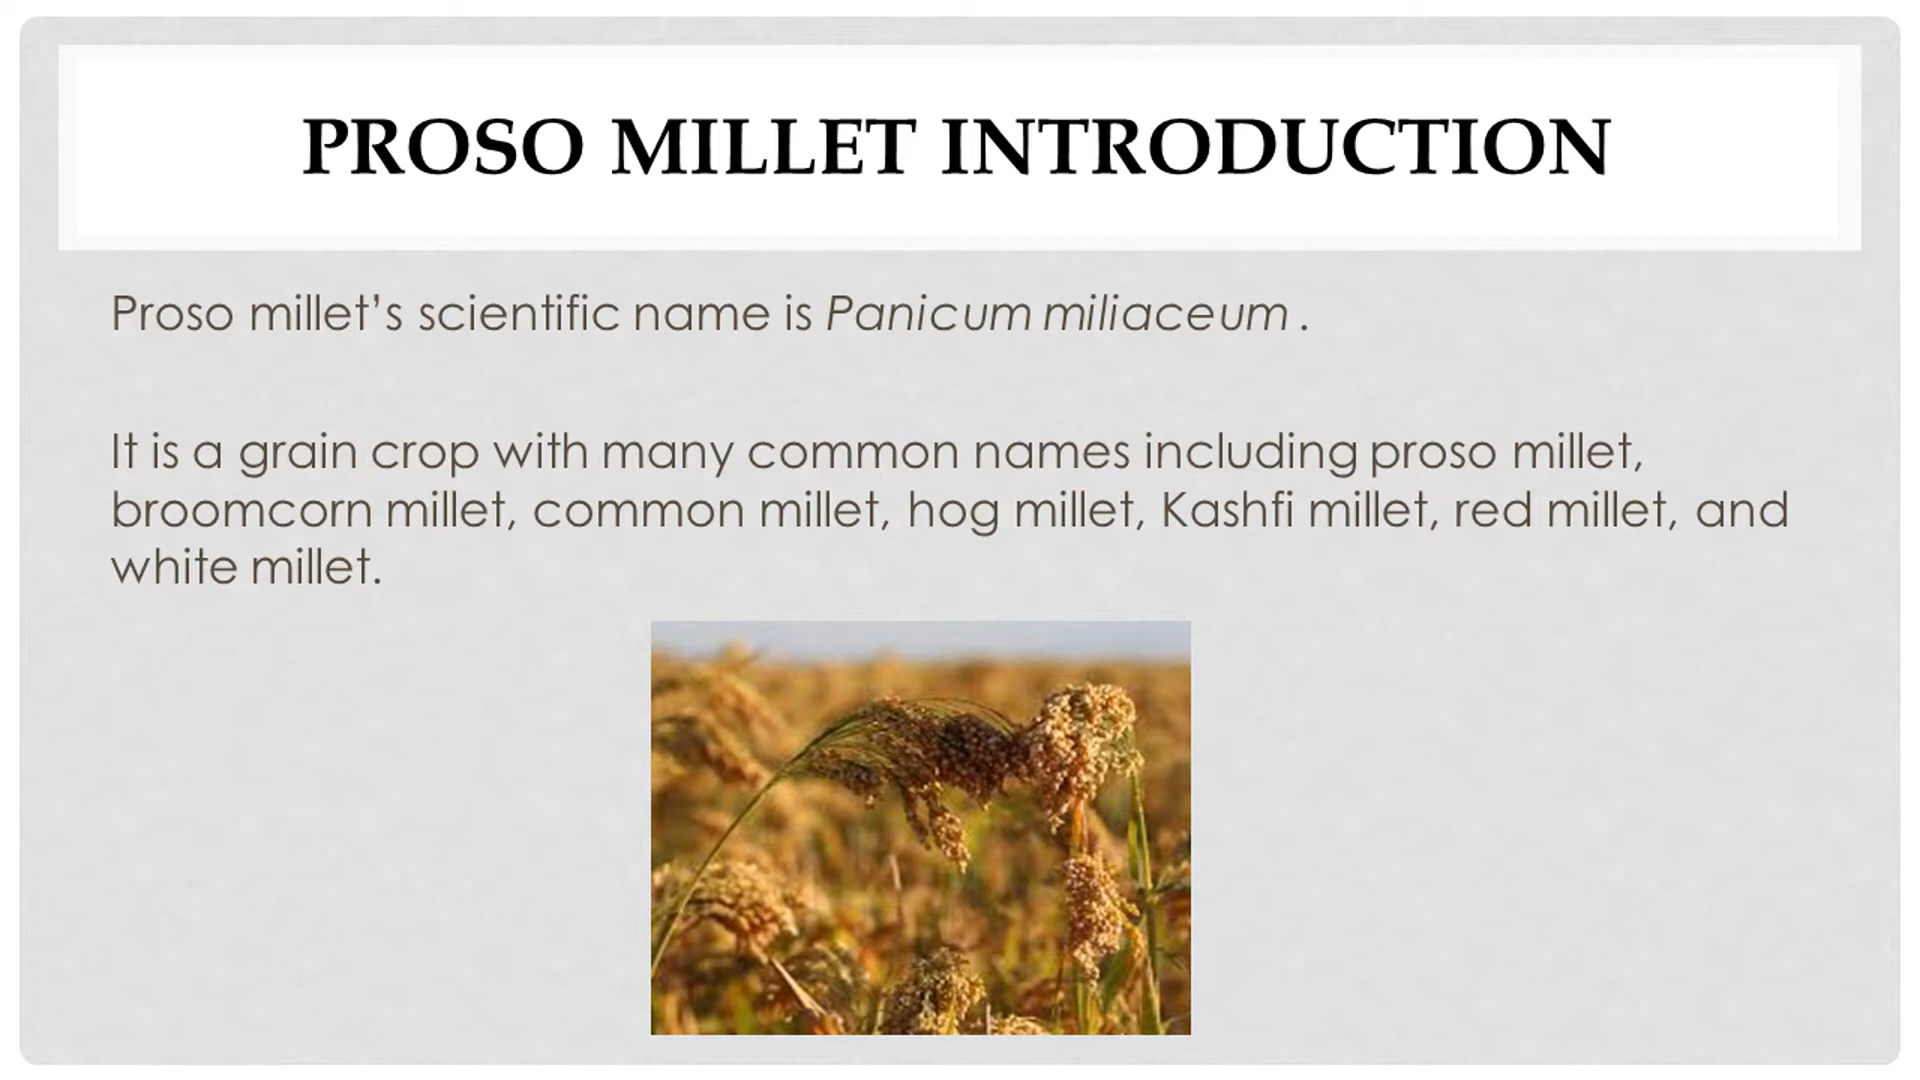 PROSO MILLET INTRODUCTION
Proso millet’s scientific name is Panicum miliaceum .
It is a grain crop with many common names including proso millet,
broomcorn millet, common millet, hog millet, Kashfi millet, red millet, and
white millet.